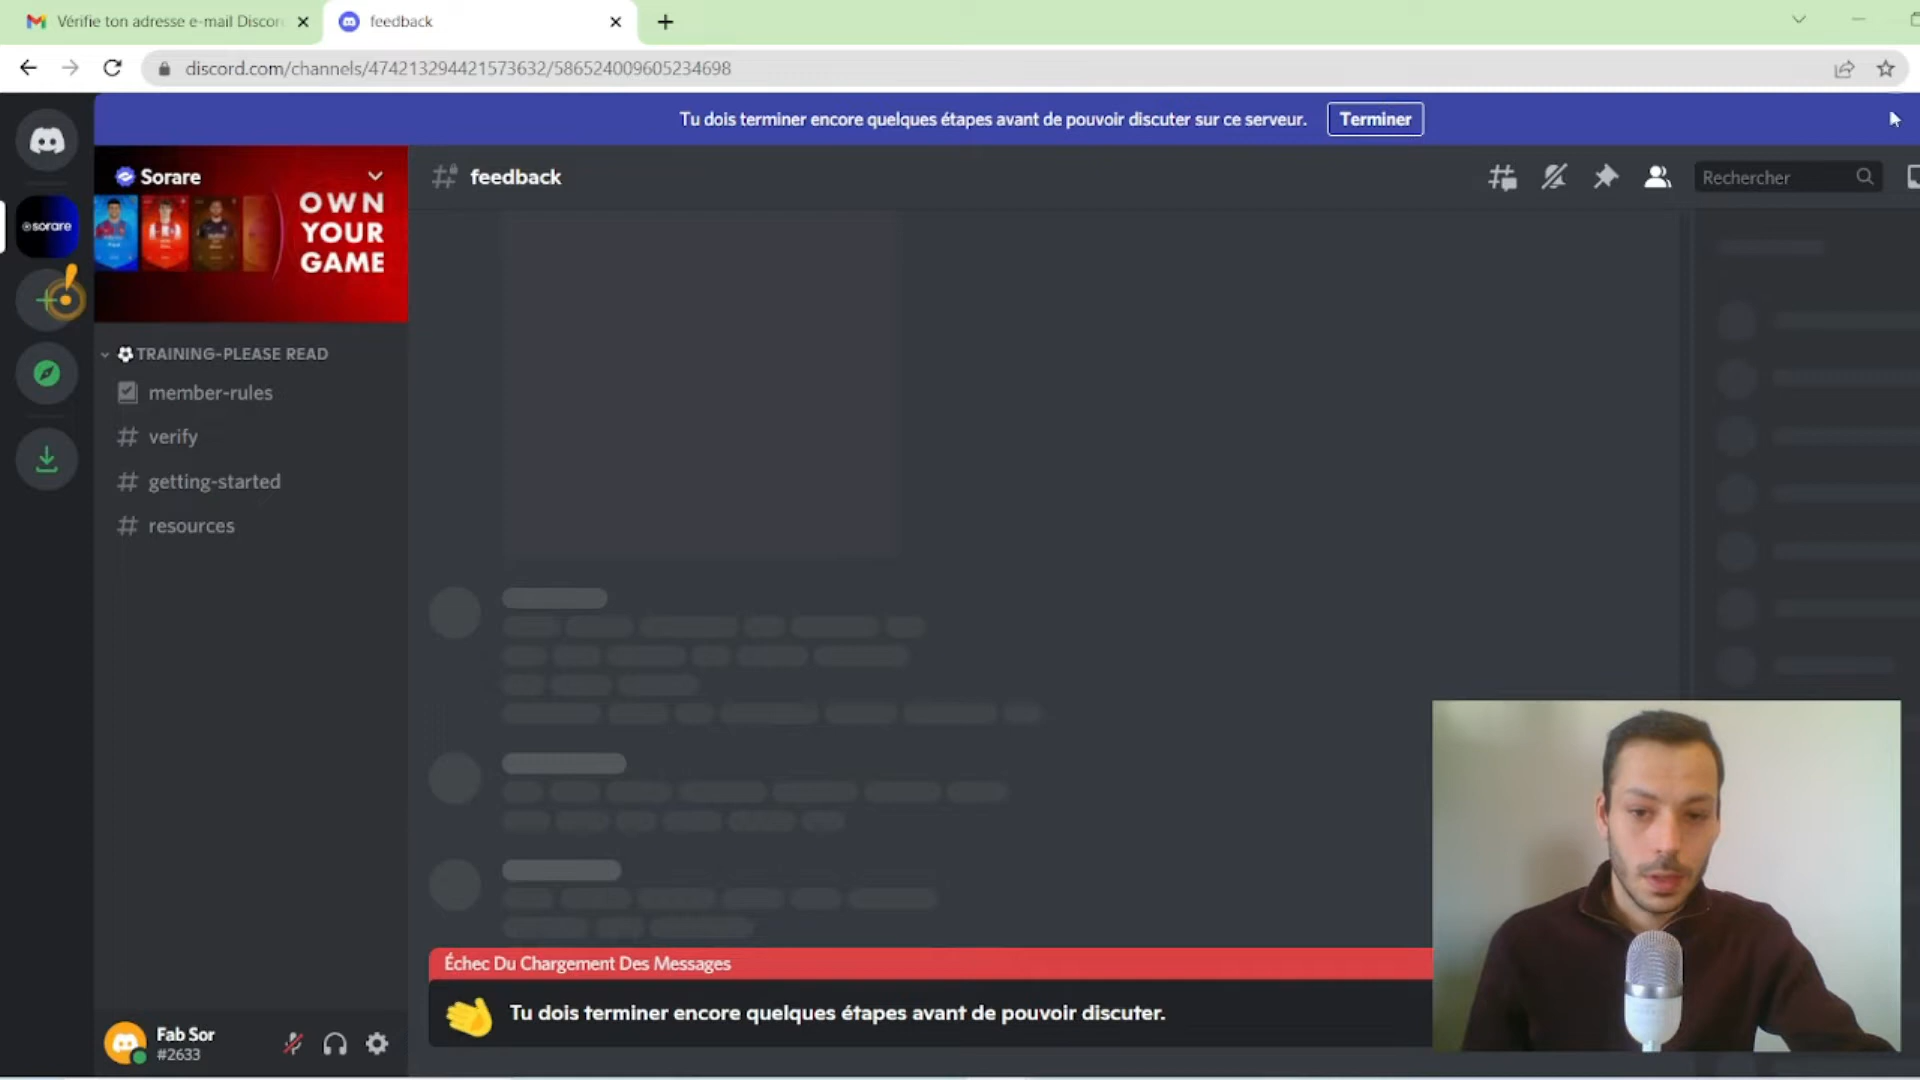 Vérifie ton adresse e-mail Discor
feedback
discord.com/channels/474213294421573632/586524009605234698
Tu dois terminer encore quelques étapes avant de pouvoir discuter sur ce serveur.
Terminer
Sorare
feedback
Rechercher
sorare
OWN
YOUR
GAME
TRAINING-PLEASE READ
member-rules
verify
getting-started
resources
Échec Du Chargement Des Messages
Tu dois terminer encore quelques étapes avant de pouvoir discuter.
Fab Sor
#2633